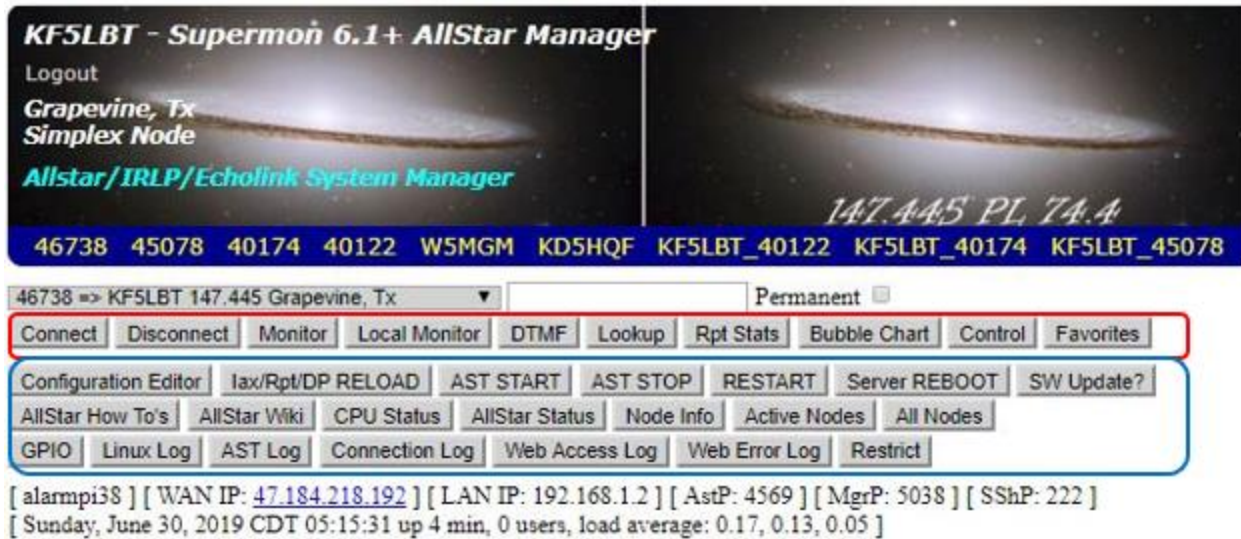 KF5LBT - Supermon 6.1+ AllStar Manager
Logout
Grapevine, Tx
Simplex Node
Allstar/IRLP/Echolink System Manager
147.445 PL 74.4
46738 45078 40174 40122 W5MGM KD5HQF KF5LBT_40122 KF5LBT_40174 KF5LBT_45078
46738 => KF5LBT 147.445 Grapevine, Tx Permanent
Connect Disconnect Monitor Local Monitor DTMF Lookup Rpt Stats Bubble Chart Control Favorites
Configuration Editor Iax/Rpt/DP RELOAD AST START AST STOP RESTART Server REBOOT SW Update?
AllStar How To's AllStar Wiki CPU Status AllStar Status Node Info Active Nodes All Nodes
GPIO Linux Log AST Log Connection Log Web Access Log Web Error Log Restrict
[ alarmpi38 ] [ WAN IP: 47.184.218.192 ] [ LAN IP: 192.168.1.2 ] [ AstP: 4569 ] [ MgrP: 5038 ] [ SShP: 222 ]
[ Sunday, June 30, 2019 CDT 05:15:31 up 4 min, 0 users, load average: 0.17, 0.13, 0.05 ]